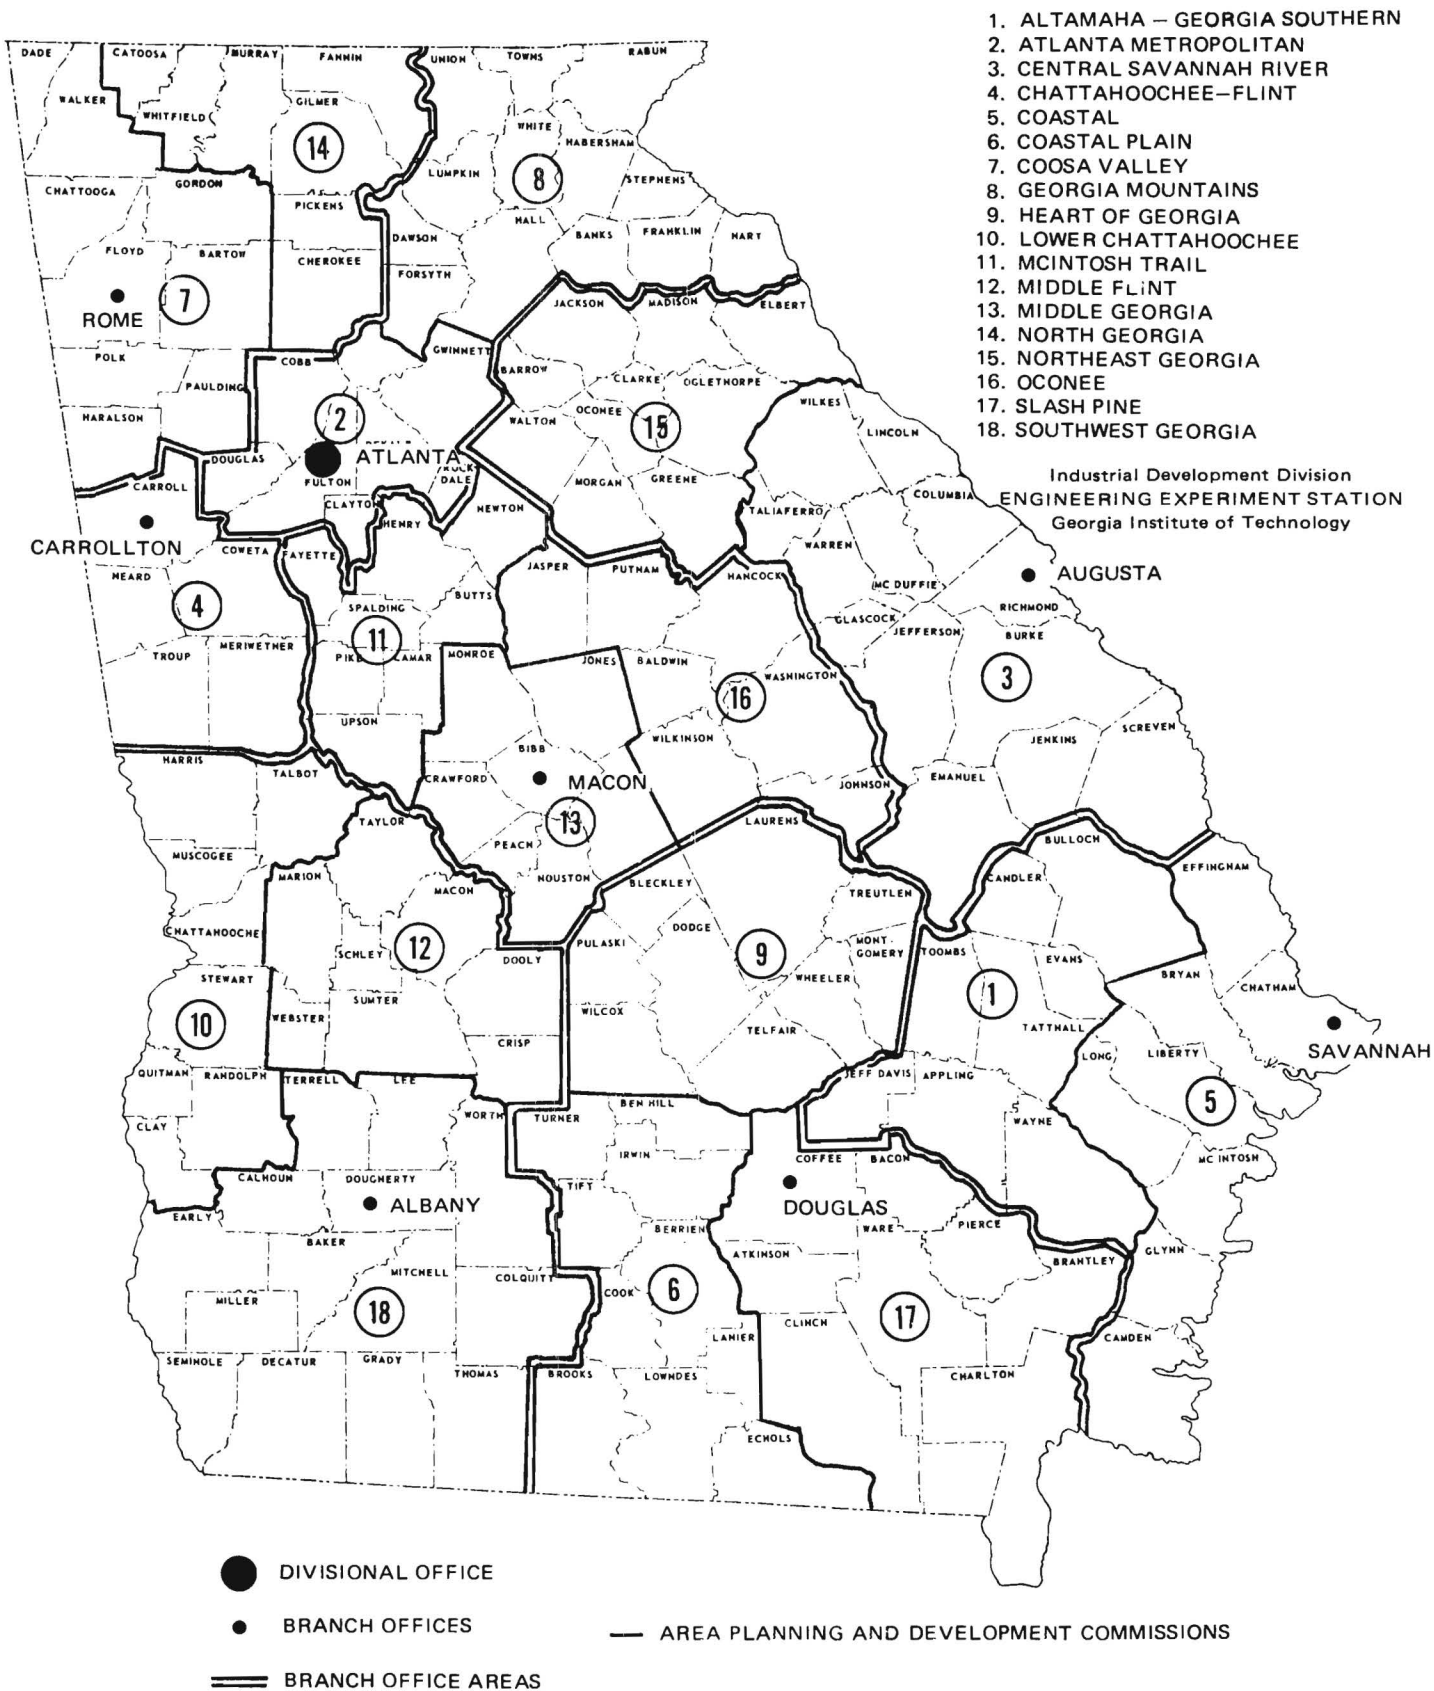 1. ALTAMAHA – GEORGIA SOUTHERN
2. ATLANTA METROPOLITAN
3. CENTRAL SAVANNAH RIVER
4. CHATTAHOOCHEE–FLINT
5. COASTAL
6. COASTAL PLAIN
7. COOSA VALLEY
8. GEORGIA MOUNTAINS
9. HEART OF GEORGIA
10. LOWER CHATTAHOOCHEE
11. MCINTOSH TRAIL
12. MIDDLE FLiNT
13. MIDDLE GEORGIA
14. NORTH GEORGIA
15. NORTHEAST GEORGIA
16. OCONEE
17. SLASH PINE
18. SOUTHWEST GEORGIA
Industrial Development Division
ENGINEERING EXPERIMENT STATION
Georgia Institute of Technology
DADE
CATOOSA
MURRAY
FANNIN
UNION
TOWNS
RABUN
WALKER
WHITFIELD
GILMER
14
WHITE
HABERSHAM
LUMPKIN
8
STEPHENS
CHATTOOGA
GORDON
PICKENS
HALL
BANKS
FRANKLIN
HART
DAWSON
FLOYD
BARTOW
CHEROKEE
FORSYTH
7
ROME
JACKSON
MADISON
ELBERT
POLK
COBB
GWINNETT
BARROW
CLARKE
OGLETHORPE
PAULDING
HARALSON
2
WALTON
OCONEE
15
WILKES
LINCOLN
DOUGLAS
ATLANTA
FULTON
ROCK-
DALE
CARROLL
CLAYTON
HENRY
NEWTON
MORGAN
GREENE
TALIAFERRO
COLUMBIA
CARROLLTON
COWETA
FAYETTE
JASPER
PUTNAM
HANCOCK
WARREN
MC DUFFIE
AUGUSTA
HEARD
4
SPALDING
BUTTS
GLASCOCK
JEFFERSON
RICHMOND
BURKE
TROUP
MERIWETHER
11
PIKE
LAMAR
MONROE
JONES
BALDWIN
WASHINGTON
16
3
UPSON
BIBB
WILKINSON
JENKINS
SCREVEN
HARRIS
TALBOT
CRAWFORD
MACON
JOHNSON
EMANUEL
TAYLOR
13
LAURENS
PEACH
BULLOCH
MUSCOGEE
MARION
MACON
HOUSTON
BLECKLEY
TREUTLEN
CANDLER
EFFINGHAM
CHATTAHOOCHE
SCHLEY
12
DOOLY
PULASKI
DODGE
9
MONT-
GOMERY
TOOMBS
EVANS
STEWART
WHEELER
1
BRYAN
CHATHAM
10
WEBSTER
SUMTER
WILCOX
TELFAIR
TATTNALL
SAVANNAH
CRISP
LONG
LIBERTY
QUITMAN
RANDOLPH
TERRELL
LEE
JEFF DAVIS
APPLING
CLAY
WORTH
TURNER
BEN HILL
WAYNE
5
IRWIN
COFFEE
BACON
MC INTOSH
CALHOUN
DOUGHERTY
ALBANY
TIFT
DOUGLAS
EARLY
BAKER
BERRIEN
WARE
PIERCE
ATKINSON
BRANTLEY
GLYNN
MITCHELL
COLQUITT
COOK
6
MILLER
18
17
LANIER
CLINCH
CAMDEN
SEMINOLE
DECATUR
GRADY
THOMAS
BROOKS
LOWNDES
CHARLTON
ECHOLS
DIVISIONAL OFFICE
BRANCH OFFICES
AREA PLANNING AND DEVELOPMENT COMMISSIONS
BRANCH OFFICE AREAS